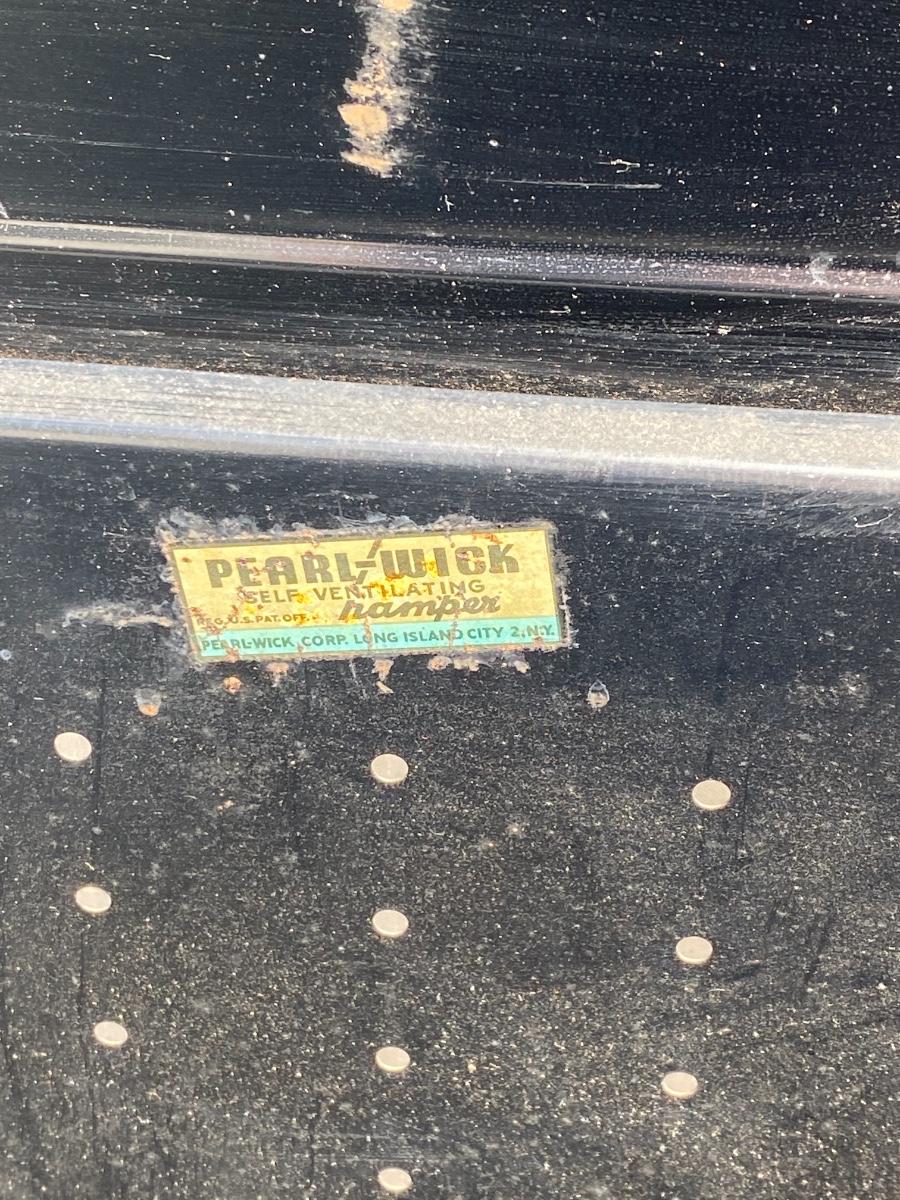 PEARL-WICK
SELF VENTILATING
REG. U.S. PAT. OFF. hamper
PEARL-WICK CORP. LONG ISLAND CITY 2, N.Y.